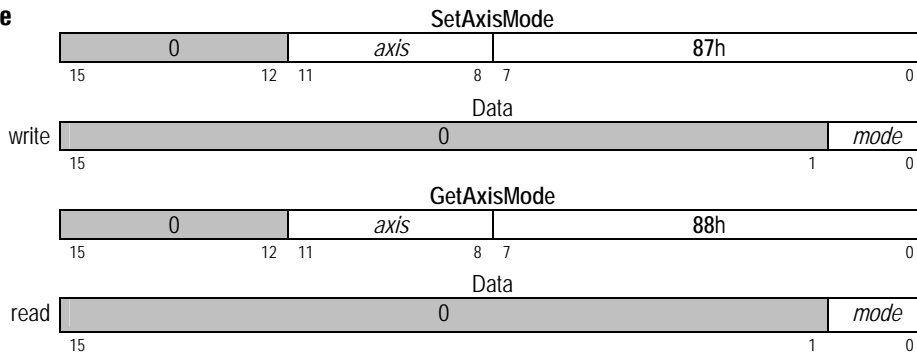 e
SetAxisMode
0 axis 87h
15 12 11 8 7 0
Data
write 0 mode
15 1 0
GetAxisMode
0 axis 88h
15 12 11 8 7 0
Data
read 0 mode
15 1 0